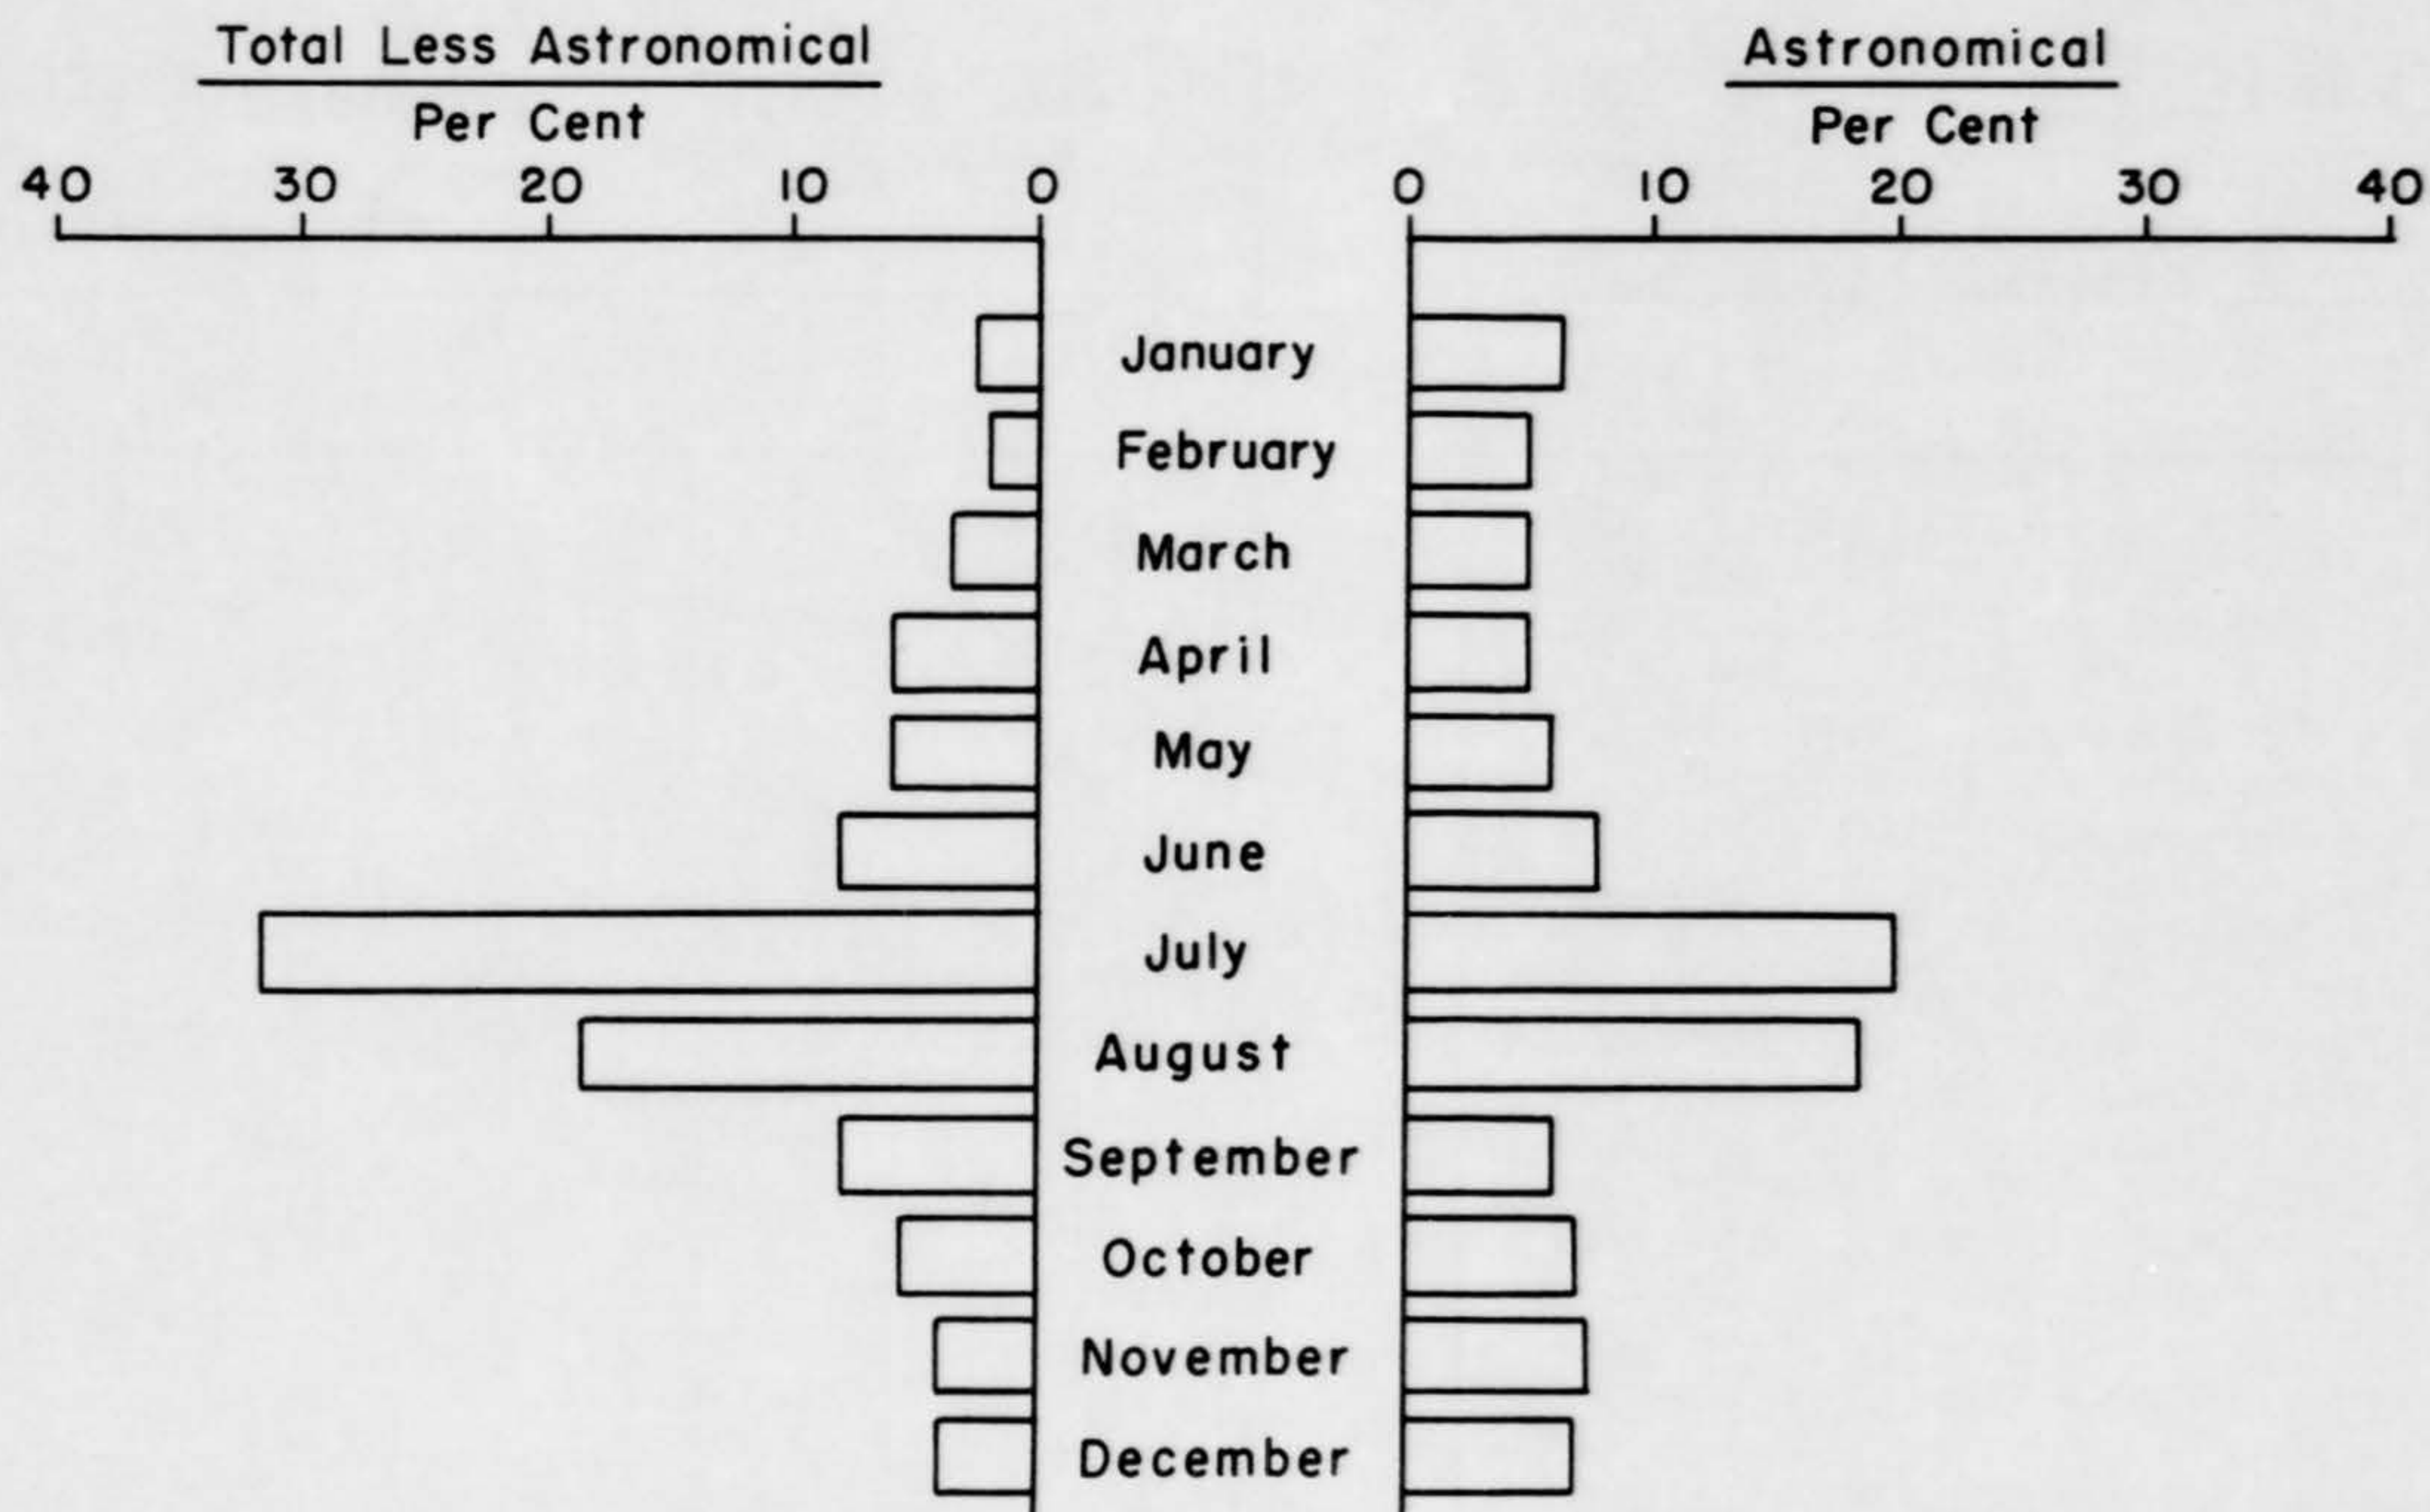 Total Less Astronomical
Per Cent
40 30 20 10 0
Astronomical
Per Cent
0 10 20 30 40
January
February
March
April
May
June
July
August
September
October
November
December